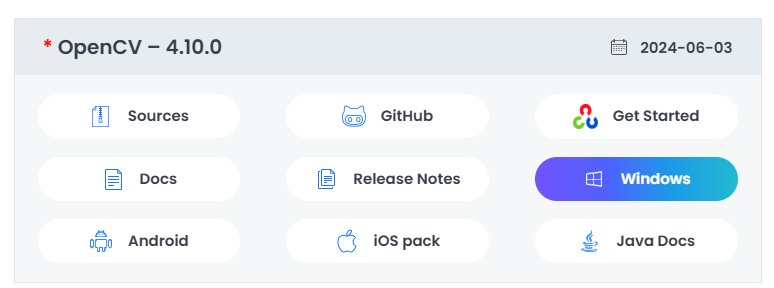 * OpenCV – 4.10.0 2024-06-03
Sources GitHub Get Started
Docs Release Notes Windows
Android iOS pack Java Docs